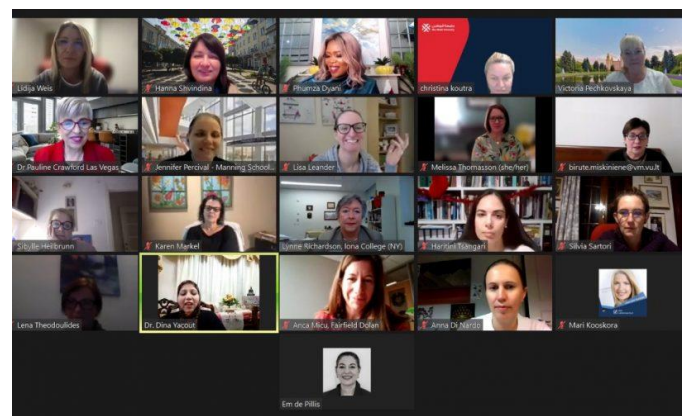 Lidija Weis
Hanna Shvindina
Phumza Dyani
christina koutra
Victoria Pechkovskaya
Dr Pauline Crawford Las Vegas
Jennifer Percival - Manning School...
Lisa Leander
Melissa Thomasson (she/her)
birute.miskiniene@vm.vu.lt
Sibylle Heilbrunn
Karen Markel
Lynne Richardson, Iona College (NY)
Haritini Tsangari
Silvia Sartori
Lena Theodoulides
Dr. Dina Yacout
Anca Micu, Fairfield Dolan
Anna Di Nardo
Mari Kooskora
Em de Pillis